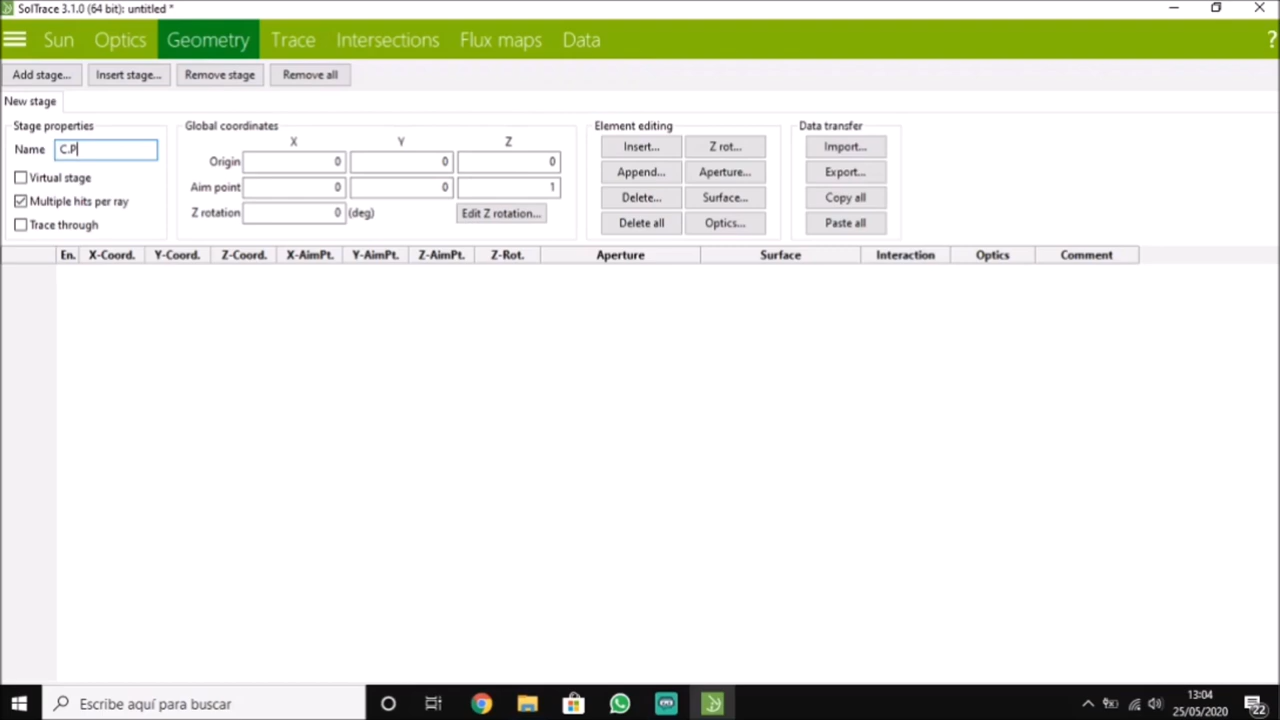 SolTrace 3.1.0 (64 bit): untitled *
Sun Optics Geometry Trace Intersections Flux maps Data ?
Add stage... Insert stage... Remove stage Remove all
New stage
Stage properties Global coordinates Element editing Data transfer
X Y Z
Name C.P Insert... Z rot... Import...
Origin 0 0 0
Virtual stage Append... Aperture... Export...
Aim point 0 0 1
Multiple hits per ray Delete... Surface... Copy all
Z rotation 0 (deg) Edit Z rotation...
Trace through Delete all Optics... Paste all
En. X-Coord. Y-Coord. Z-Coord. X-AimPt. Y-AimPt. Z-AimPt. Z-Rot. Aperture Surface Interaction Optics Comment
Escribe aquí para buscar
13:04
25/05/2020
22